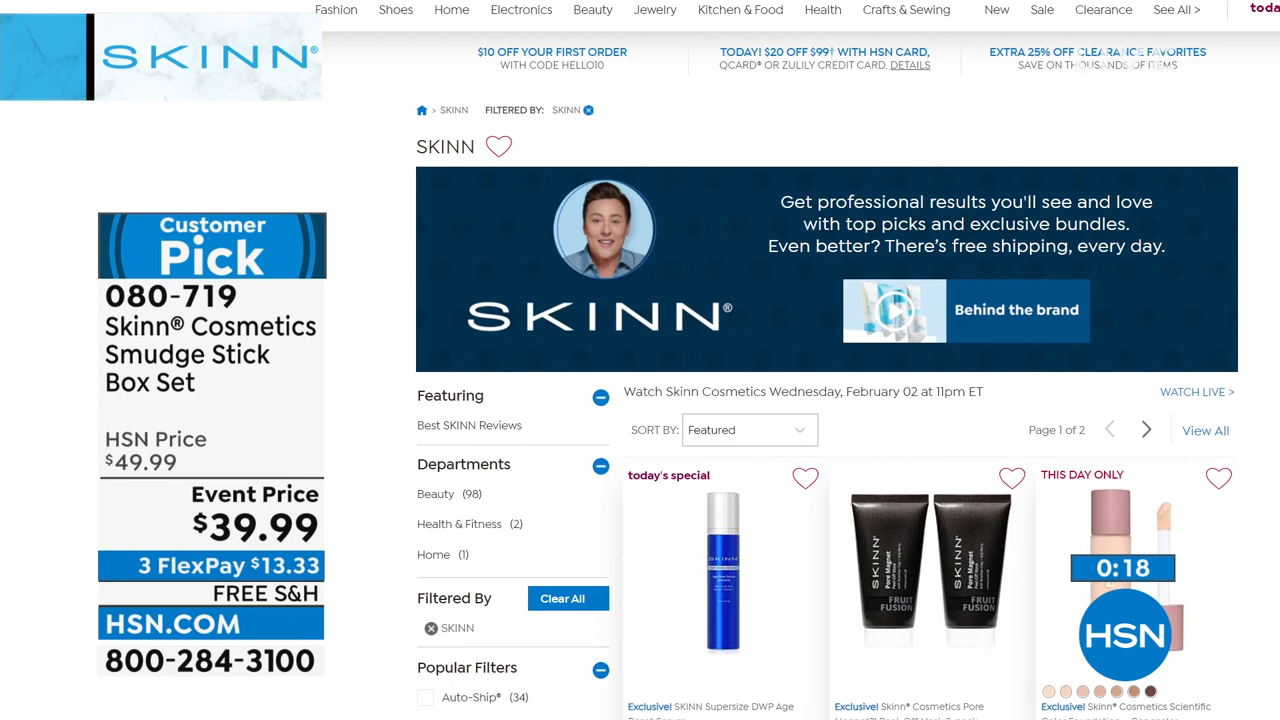 Fashion Shoes Home Electronics Beauty Jewelry Kitchen & Food Health Crafts & Sewing New Sale Clearance See All >
SKINN®
$10 OFF YOUR FIRST ORDER
WITH CODE HELLO10
TODAY! $20 OFF $99† WITH HSN CARD,
QCARD® OR ZULILY CREDIT CARD. DETAILS
EXTRA 25% OFF CLEARANCE FAVORITES
SAVE ON THOUSANDS OF ITEMS
> SKINN FILTERED BY: SKINN
SKINN
Get professional results you'll see and love
with top picks and exclusive bundles.
Even better? There's free shipping, every day.
SKINN®
Behind the brand
Customer
Pick
080-719
Skinn® Cosmetics
Smudge Stick
Box Set
HSN Price
$49.99
Event Price
$39.99
3 FlexPay $13.33
FREE S&H
HSN.COM
800-284-3100
Featuring
Best SKINN Reviews
Departments
Beauty (98)
Health & Fitness (2)
Home (1)
Filtered By Clear All
SKINN
Popular Filters
Auto-Ship® (34)
Watch Skinn Cosmetics Wednesday, February 02 at 11pm ET WATCH LIVE >
SORT BY: Featured Page 1 of 2 View All
today's special
SKINN
Exclusive! SKINN Supersize DWP Age
SKINN
Pore Magnet
FRUIT
FUSION
SKINN
Pore Magnet
FRUIT
FUSION
Exclusive! Skinn® Cosmetics Pore
THIS DAY ONLY
0:18
HSN
Exclusive! Skinn® Cosmetics Scientific